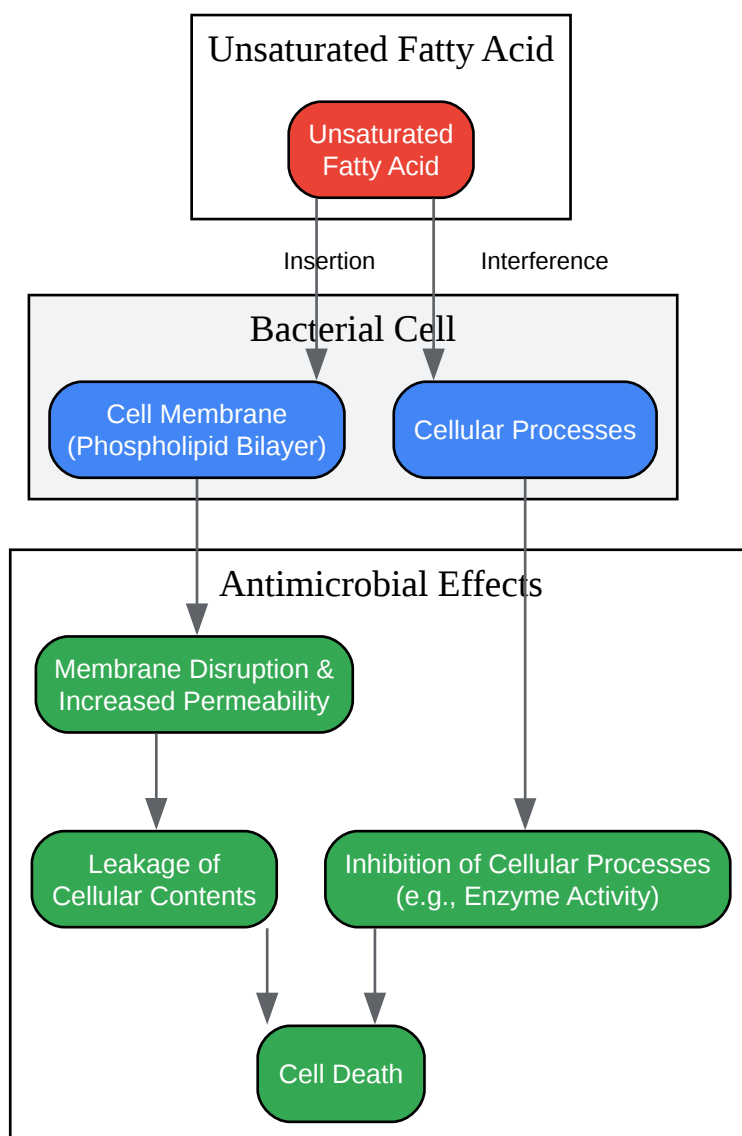 Unsaturated Fatty Acid
Unsaturated
Fatty Acid
Insertion
Interference
Bacterial Cell
Cell Membrane
(Phospholipid Bilayer)
Cellular Processes
Antimicrobial Effects
Membrane Disruption &
Increased Permeability
Leakage of
Cellular Contents
Inhibition of Cellular Processes
(e.g., Enzyme Activity)
Cell Death